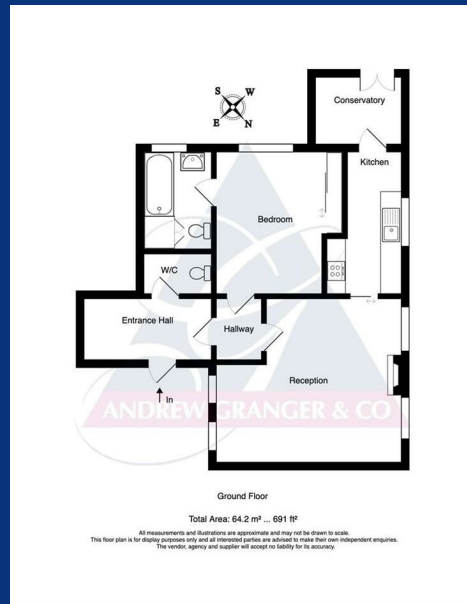 Conservatory
S W
E N
Kitchen
Bedroom
W/C
Entrance Hall
Hallway
Reception
In
ANDREW GRANGER & CO
Ground Floor
Total Area: 64.2 m² ... 691 ft²
All measurements and illustrations are approximate and may not be drawn to scale.
This floor plan is for display purposes only and all interested parties are advised to make their own independent enquiries.
The vendor, agency and supplier will accept no liability for its accuracy.